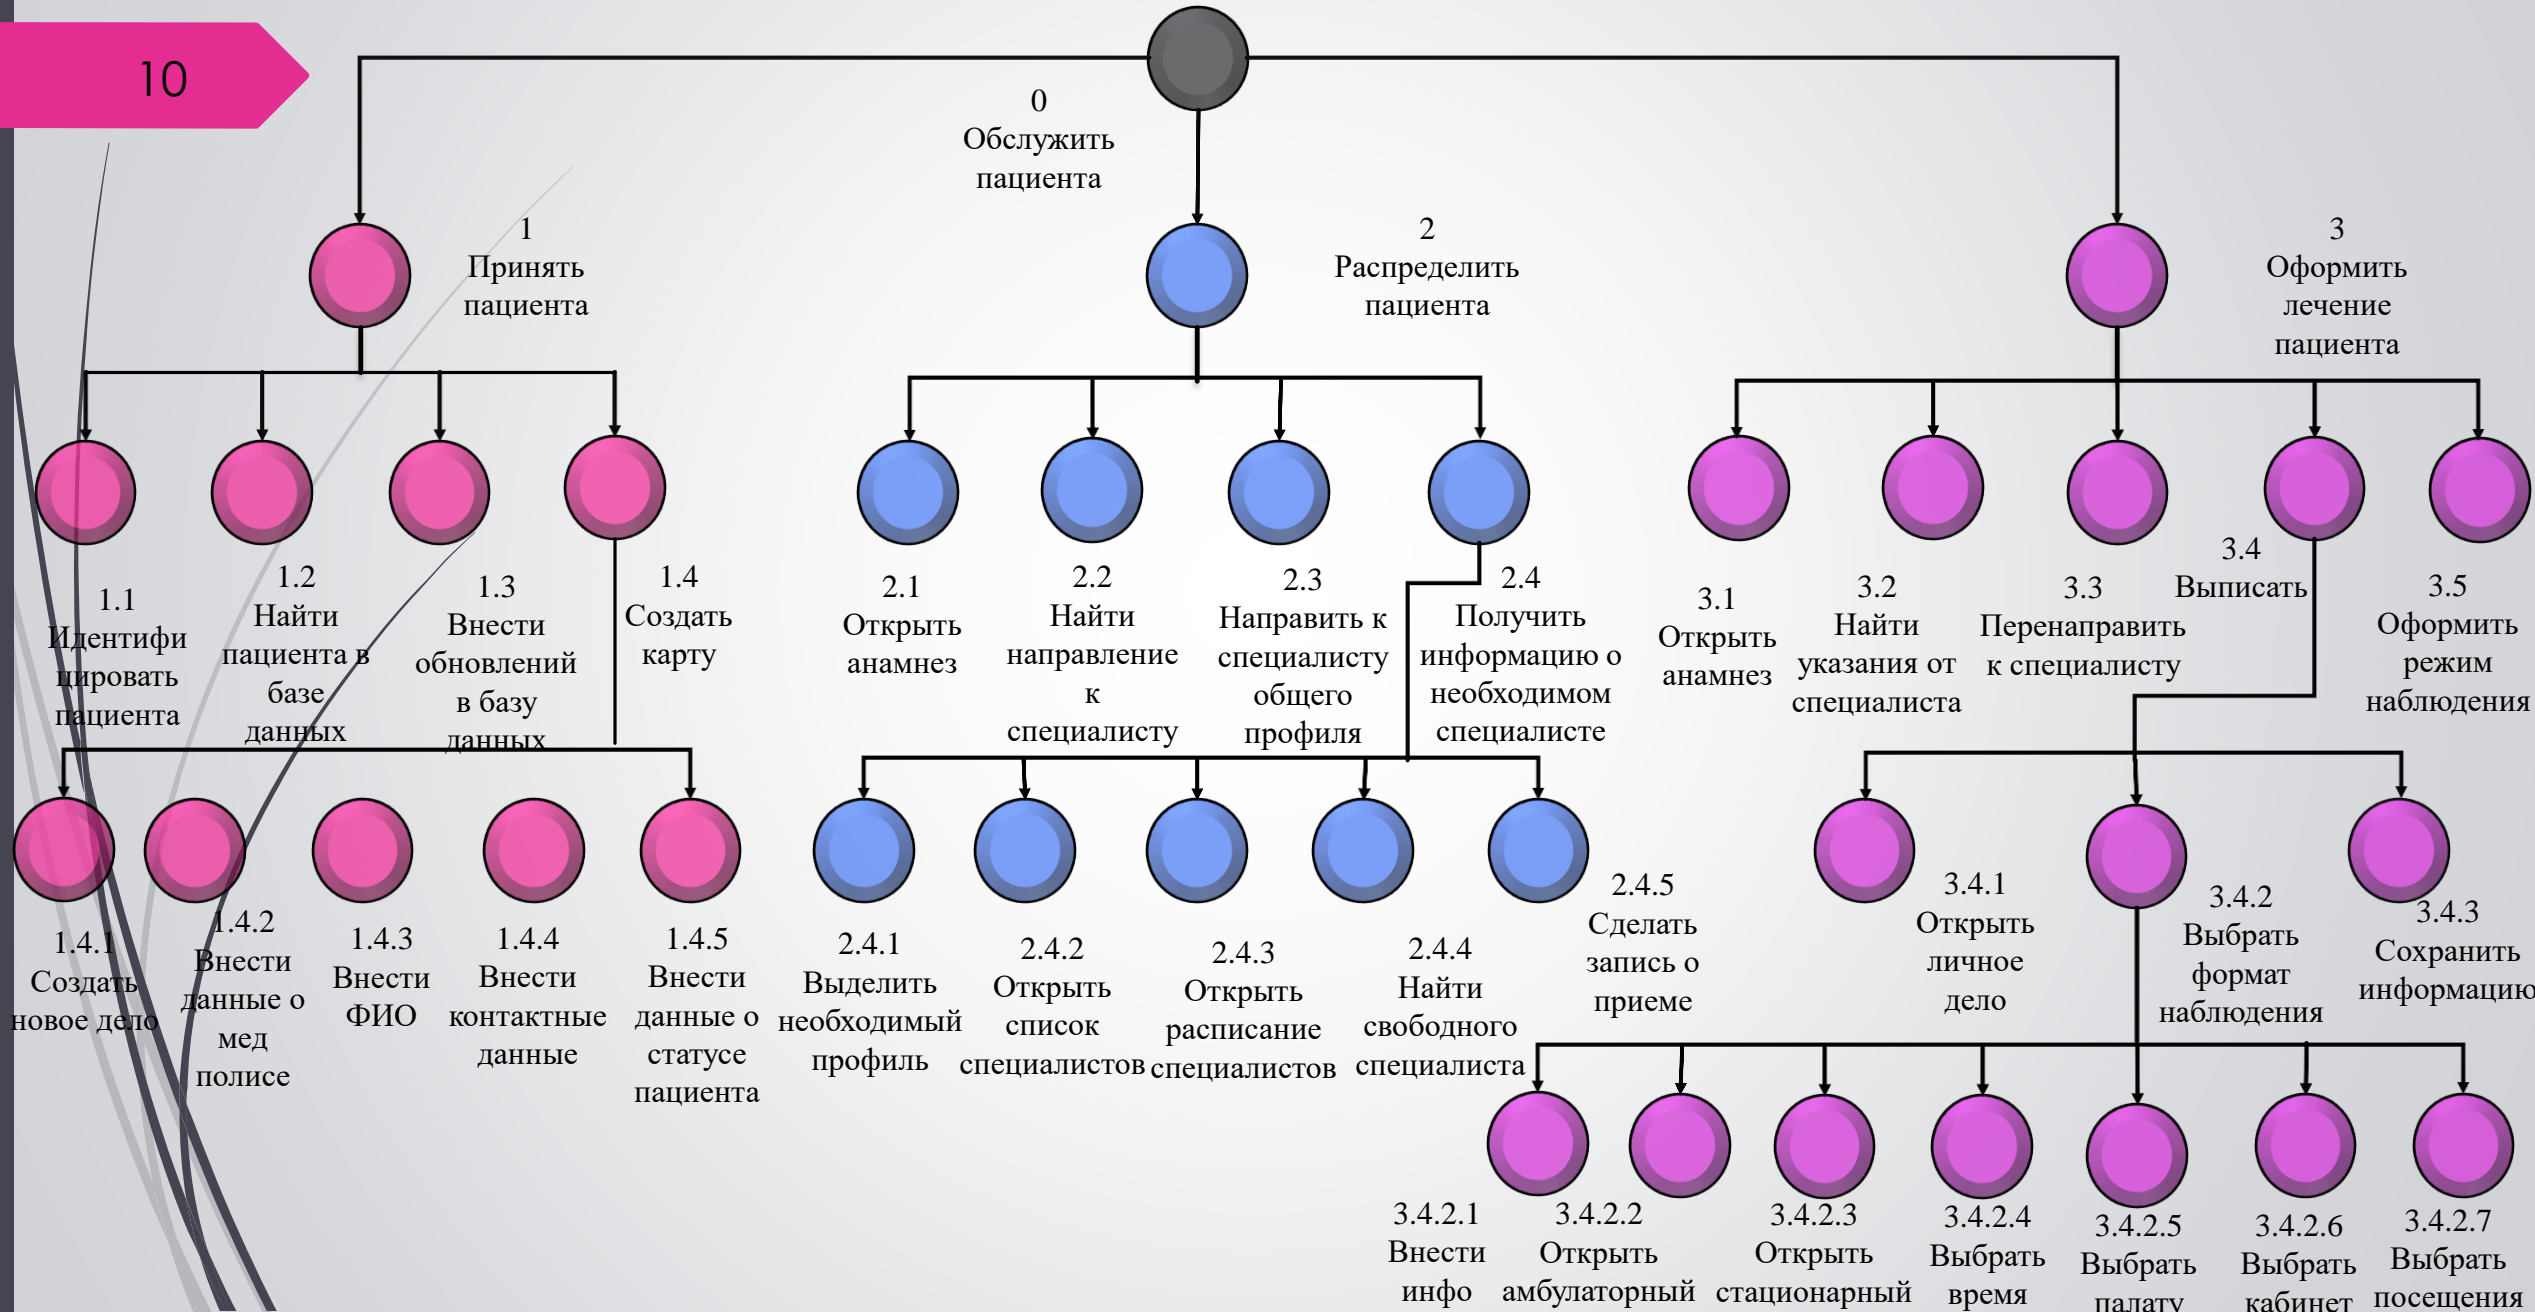 10
0
Обслужить
пациента
1
Принять
пациента
2
Распределить
пациента
3
Оформить
лечение
пациента
1.1
Идентифи
цировать
пациента
1.2
Найти
пациента в
базе
данных
1.3
Внести
обновлений
в базу
данных
1.4
Создать
карту
2.1
Открыть
анамнез
2.2
Найти
направление
к
специалисту
2.3
Направить к
специалисту
общего
профиля
2.4
Получить
информацию о
необходимом
специалисте
3.1
Открыть
анамнез
3.2
Найти
указания от
специалиста
3.3
Перенаправить
к специалисту
3.4
Выписать
3.5
Оформить
режим
наблюдения
1.4.1
Создать
новое дело
1.4.2
Внести
данные о
мед
полисе
1.4.3
Внести
ФИО
1.4.4
Внести
контактные
данные
1.4.5
Внести
данные о
статусе
пациента
2.4.1
Выделить
необходимый
профиль
2.4.2
Открыть
список
специалистов
2.4.3
Открыть
расписание
специалистов
2.4.4
Найти
свободного
специалиста
2.4.5
Сделать
запись о
приеме
3.4.1
Открыть
личное
дело
3.4.2
Выбрать
формат
наблюдения
3.4.3
Сохранить
информацию
3.4.2.1
Внести
инфо
3.4.2.2
Открыть
амбулаторный
3.4.2.3
Открыть
стационарный
3.4.2.4
Выбрать
время
3.4.2.5
Выбрать
палату
3.4.2.6
Выбрать
кабинет
3.4.2.7
Выбрать
посещения